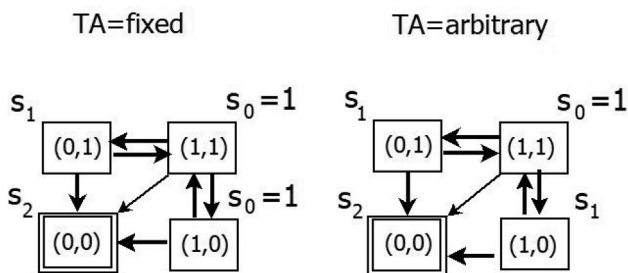 TA=fixed
TA=arbitrary
s1
s0 =1
(0,1)
(1,1)
s2
s0 =1
(0,0)
(1,0)
s1
s0 =1
(0,1)
(1,1)
s2
s1
(0,0)
(1,0)